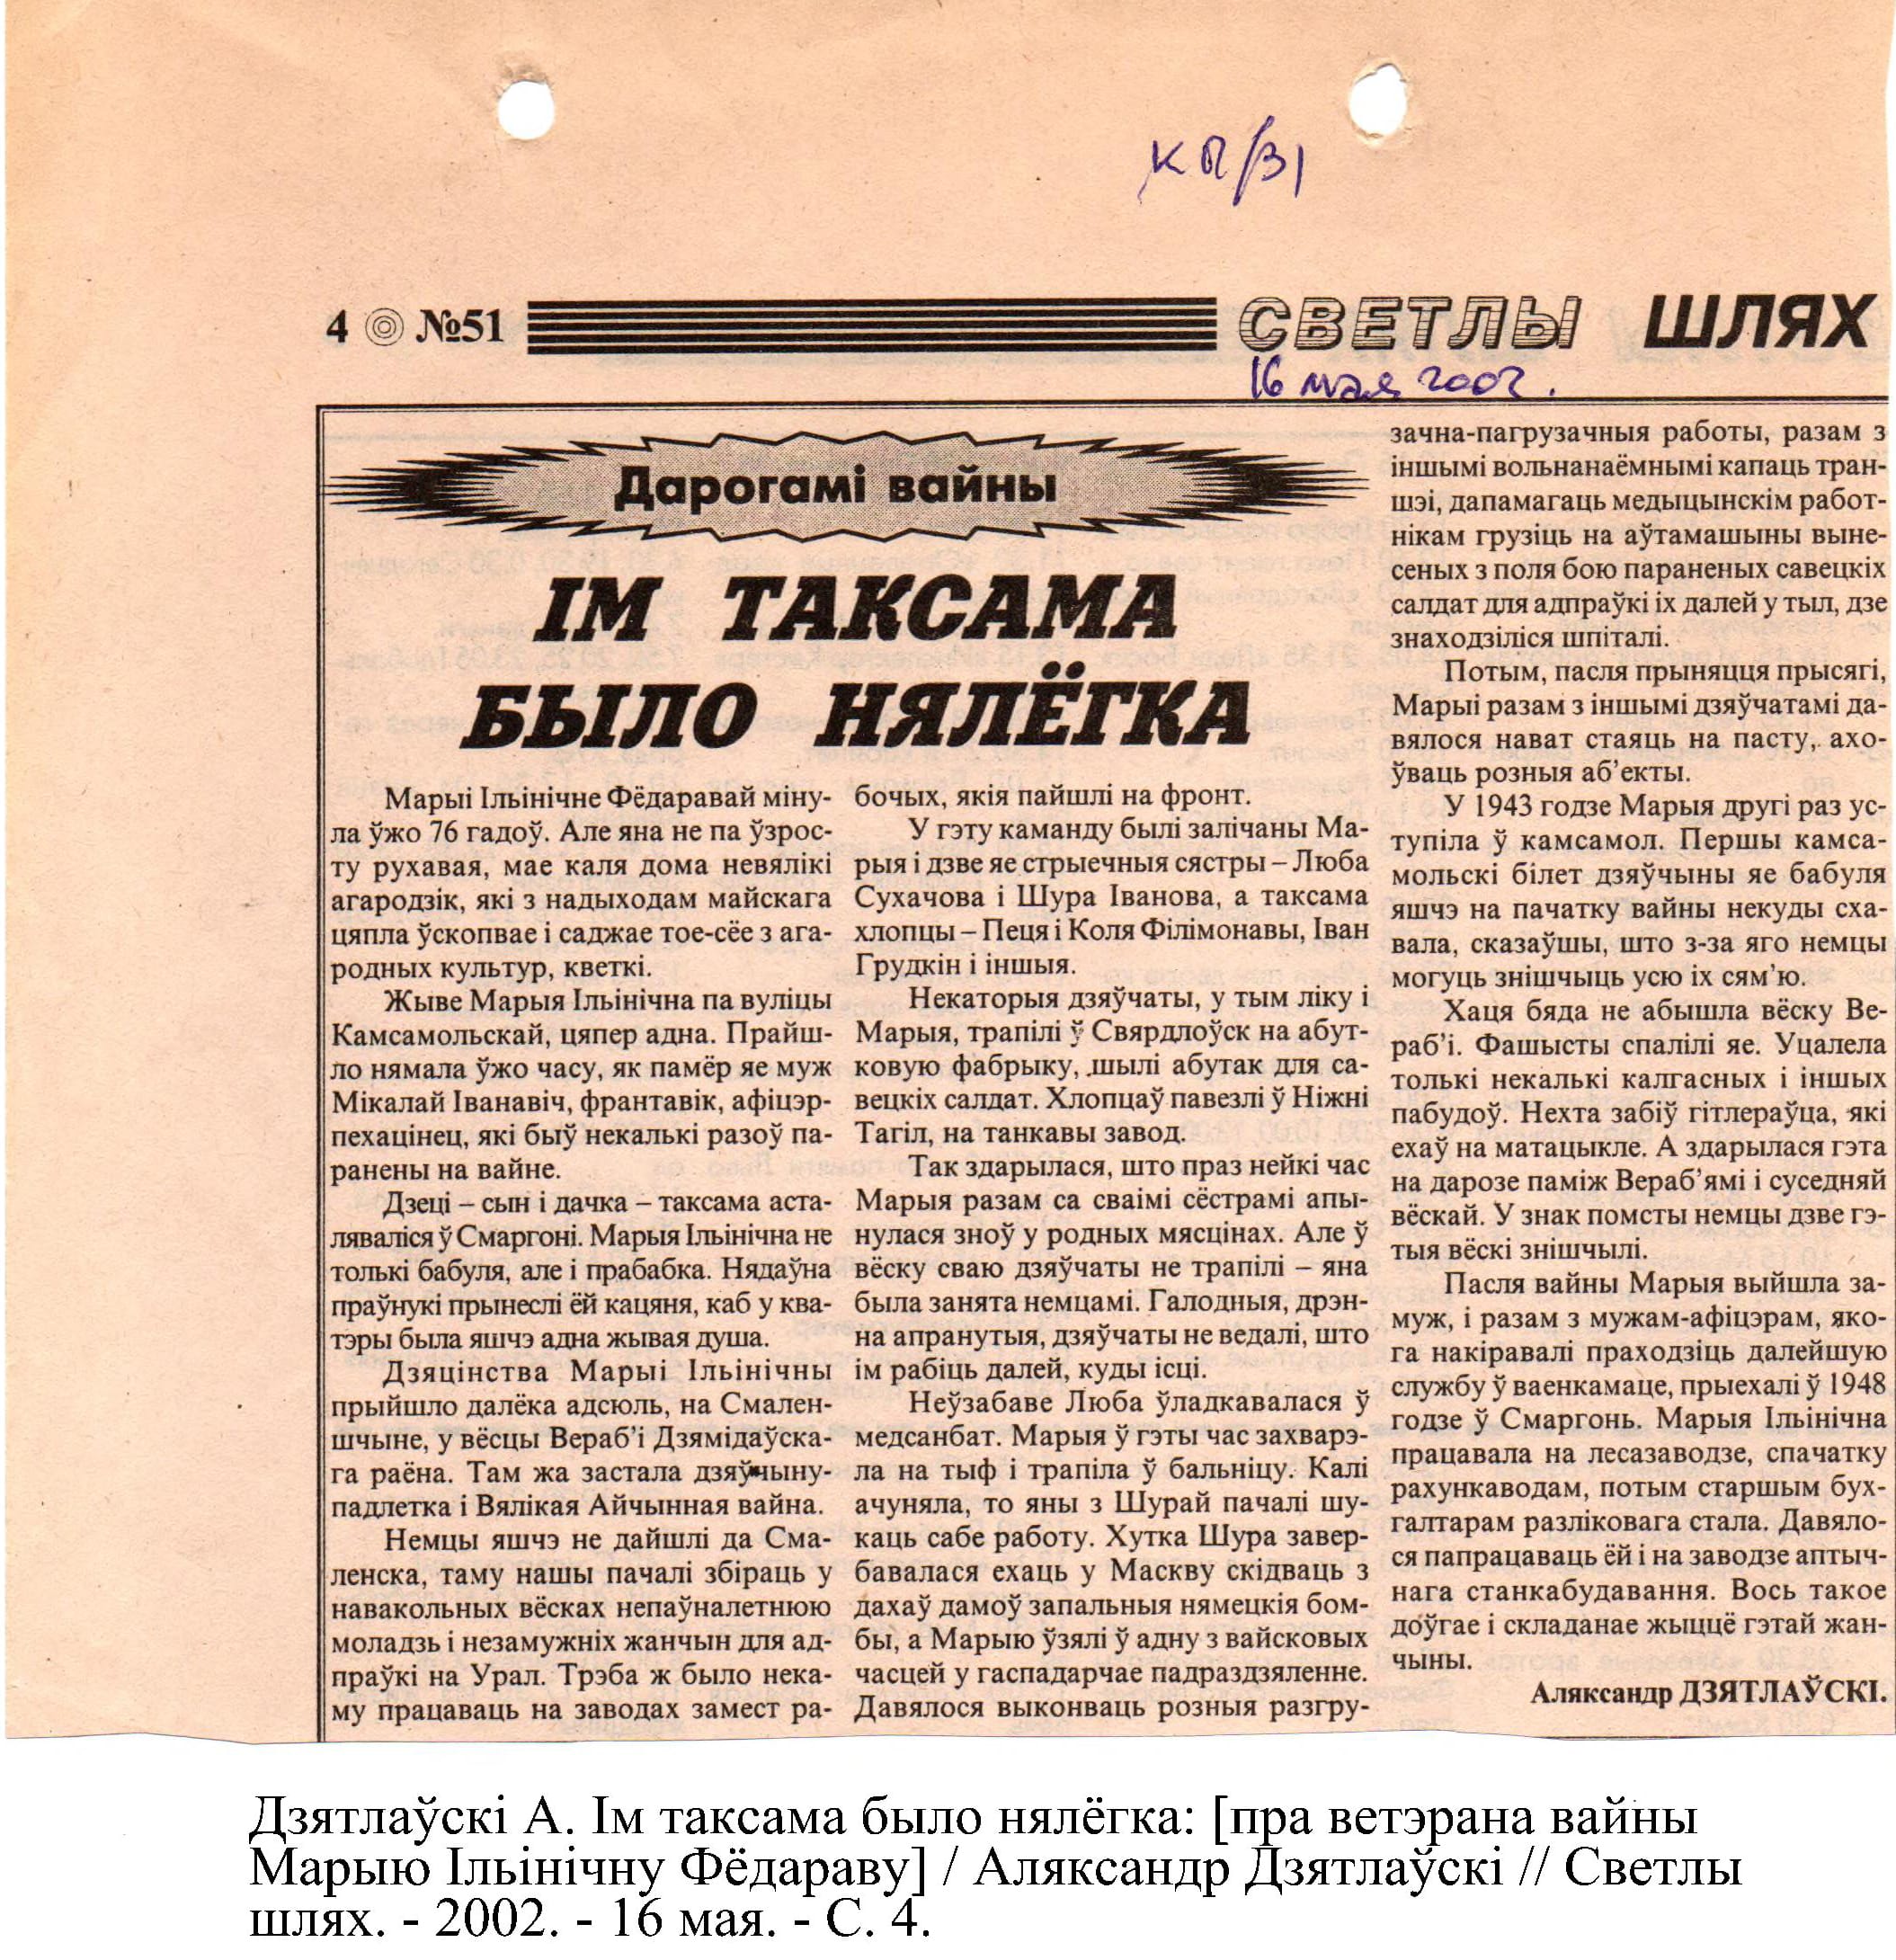 К П/ВІ
4 №51
СВЕТЛЫ ШЛЯХ
16 мая 2002.
Дарогамі вайны
ІМ ТАКСАМА
БЫЛО НЯЛЁГКА
Марыі Ільінічне Фёдаравай міну-
ла ўжо 76 гадоў. Але яна не па ўзрос-
ту рухавая, мае каля дома невялікі
агародзік, які з надыходам майскага
цяпла ўскопвае і саджае тое-сёе з ага-
родных культур, кветкі.
Жыве Марыя Ільінічна па вуліцы
Камсамольскай, цяпер адна. Прайш-
ло нямала ўжо часу, як памёр яе муж
Мікалай Іванавіч, франтавік, афіцэр-
пехацінец, які быў некалькі разоў па-
ранены на вайне.
Дзеці – сын і дачка – таксама аста-
ляваліся ў Смаргоні. Марыя Ільінічна не
толькі бабуля, але і прабабка. Нядаўна
праўнукі прынеслі ёй кацяня, каб у ква-
тэры была яшчэ адна жывая душа.
Дзяцінства Марыі Ільінічны
прыйшло далёка адсюль, на Смален-
шчыне, у вёсцы Вераб’і Дзямідаўска-
га раёна. Там жа застала дзяўчыну-
падлетка і Вялікая Айчынная вайна.
Немцы яшчэ не дайшлі да Сма-
ленска, таму нашы пачалі збіраць у
навакольных вёсках непаўналетнюю
моладзь і незамужніх жанчын для ад-
праўкі на Урал. Трэба ж было нека-
му працаваць на заводах замест ра-
бочых, якія пайшлі на фронт.
У гэту каманду былі залічаны Ма-
рыя і дзве яе стрыечныя сястры – Люба
Сухачова і Шура Іванова, а таксама
хлопцы – Пеця і Коля Філімонавы, Іван
Грудкін і іншыя.
Некаторыя дзяўчаты, у тым ліку і
Марыя, трапілі ў Свярдлоўск на абут-
ковую фабрыку, шылі абутак для са-
вецкіх салдат. Хлопцаў павезлі ў Ніжні
Тагіл, на танкавы завод.
Так здарылася, што праз нейкі час
Марыя разам са сваімі сёстрамі апы-
нулася зноў у родных мясцінах. Але ў
вёску сваю дзяўчаты не трапілі – яна
была занята немцамі. Галодныя, дрэн-
на апранутыя, дзяўчаты не ведалі, што
ім рабіць далей, куды ісці.
Неўзабаве Люба ўладкавалася ў
медсанбат. Марыя ў гэты час захварэ-
ла на тыф і трапіла ў бальніцу. Калі
ачуняла, то яны з Шурай пачалі шу-
каць сабе работу. Хутка Шура завер-
бавалася ехаць у Маскву скідваць з
дахаў дамоў запальныя нямецкія бом-
бы, а Марыю ўзялі ў адну з вайсковых
часцей у гаспадарчае падраздзяленне.
Давялося выконваць розныя разгру-
зачна-пагрузачныя работы, разам з
іншымі вольнанаёмнымі капаць тран-
шэі, дапамагаць медыцынскім работ-
нікам грузіць на аўтамашыны выне-
сеных з поля бою параненых савецкіх
салдат для адпраўкі іх далей у тыл, дзе
знаходзіліся шпіталі.
Потым, пасля прыняцця прысягі,
Марыі разам з іншымі дзяўчатамі да-
вялося нават стаяць на пасту, ахо-
ўваць розныя аб’екты.
У 1943 годзе Марыя другі раз ус-
тупіла ў камсамол. Першы камса-
мольскі білет дзяўчыны яе бабуля
яшчэ на пачатку вайны некуды сха-
вала, сказаўшы, што з-за яго немцы
могуць знішчыць усю іх сям’ю.
Хаця бяда не абышла вёску Ве-
раб’і. Фашысты спалілі яе. Уцалела
толькі некалькі калгасных і іншых
пабудоў. Нехта забіў гітлераўца, які
ехаў на матацыкле. А здарылася гэта
на дарозе паміж Вераб’ямі і суседняй
вёскай. У знак помсты немцы дзве гэ-
тыя вёскі знішчылі.
Пасля вайны Марыя выйшла за-
муж, і разам з мужам-афіцэрам, яко-
га накіравалі праходзіць далейшую
службу ў ваенкамаце, прыехалі ў 1948
годзе ў Смаргонь. Марыя Ільінічна
працавала на лесазаводзе, спачатку
рахункаводам, потым старшым бух-
галтарам разліковага стала. Давяло-
ся папрацаваць ёй і на заводзе аптыч-
нага станкабудавання. Вось такое
доўгае і складанае жыццё гэтай жан-
чыны.
Аляксандр ДЗЯТЛАЎСКІ.
Дзятлаўскі А. Ім таксама было нялёгка: [пра ветэрана вайны
Марыю Ільінічну Фёдараву] / Аляксандр Дзятлаўскі // Светлы
шлях. - 2002. - 16 мая. - С. 4.